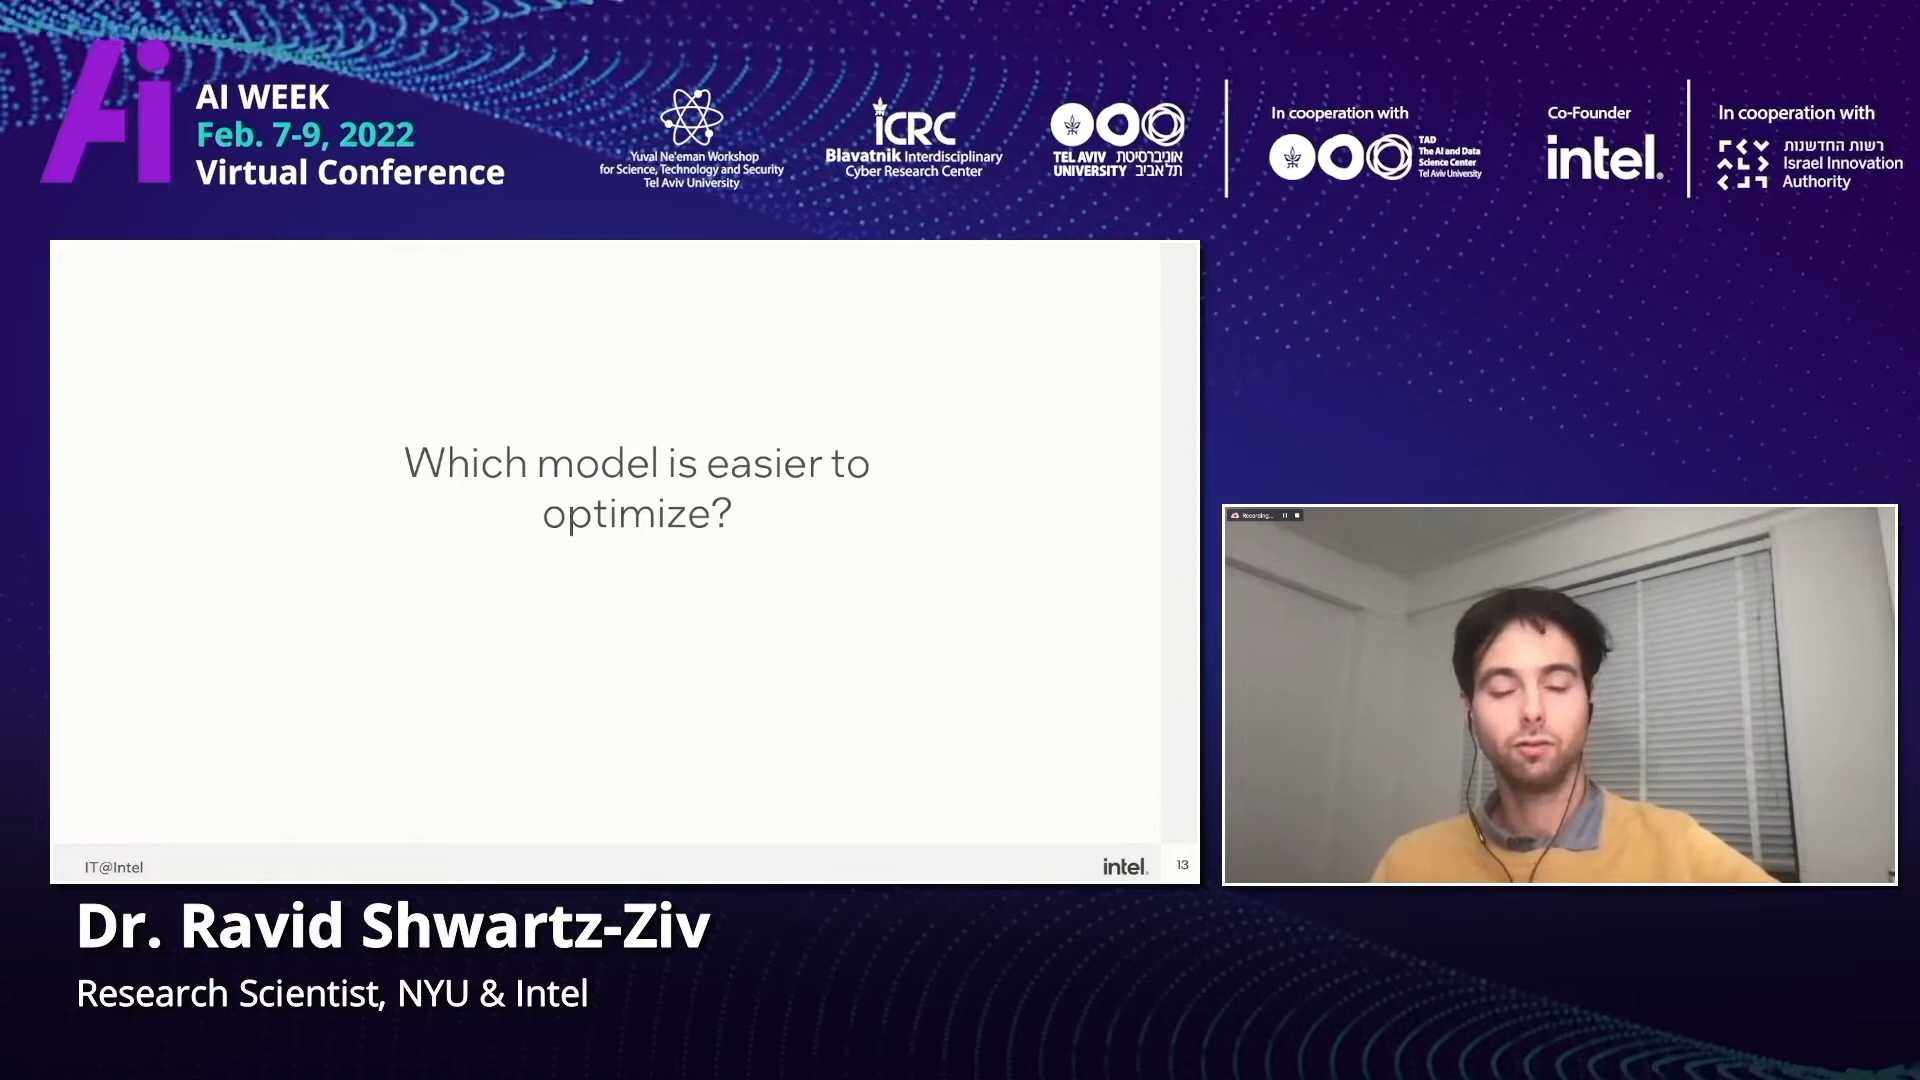 Ai
AI WEEK
Feb. 7-9, 2022
Virtual Conference
Yuval Ne'eman Workshop
for Science, Technology and Security
Tel Aviv University
iCRC
Blavatnik Interdisciplinary
Cyber Research Center
TEL AVIV אוניברסיטת
UNIVERSITY תל אביב
In cooperation with
TAD
The AI and Data
Science Center
Tel Aviv University
Co-Founder
intel.
In cooperation with
רשות החדשנות
Israel Innovation
Authority
Which model is easier to
optimize?
IT@Intel
intel.
13
Recording...
Dr. Ravid Shwartz-Ziv
Research Scientist, NYU & Intel